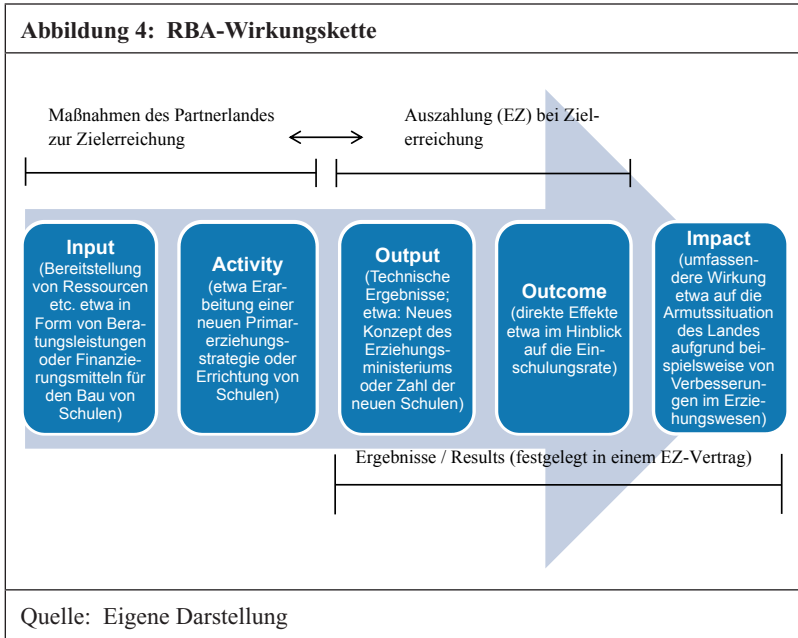 Abbildung 4: RBA-Wirkungskette
Maßnahmen des Partnerlandes
zur Zielerreichung
Auszahlung (EZ) bei Ziel-
erreichung
Input
(Bereitstellung
von Ressourcen
etc. etwa in
Form von Bera-
tungsleistungen
oder Finanzie-
rungsmitteln für
den Bau von
Schulen)
Activity
(etwa Erar-
beitung einer
neuen Primar-
erziehungs-
strategie oder
Errichtung von
Schulen)
Output
(Technische
Ergebnisse;
etwa: Neues
Konzept des
Erziehungs-
ministeriums
oder Zahl der
neuen Schulen)
Outcome
(direkte Effekte
etwa im Hinblick
auf die Ein-
schulungsrate)
Impact
(umfassen-
dere Wirkung
etwa auf die
Armutssituation
des Landes
aufgrund bei-
spielsweise von
Verbesserun-
gen im Erzie-
hungswesen)
Ergebnisse / Results (festgelegt in einem EZ-Vertrag)
Quelle: Eigene Darstellung